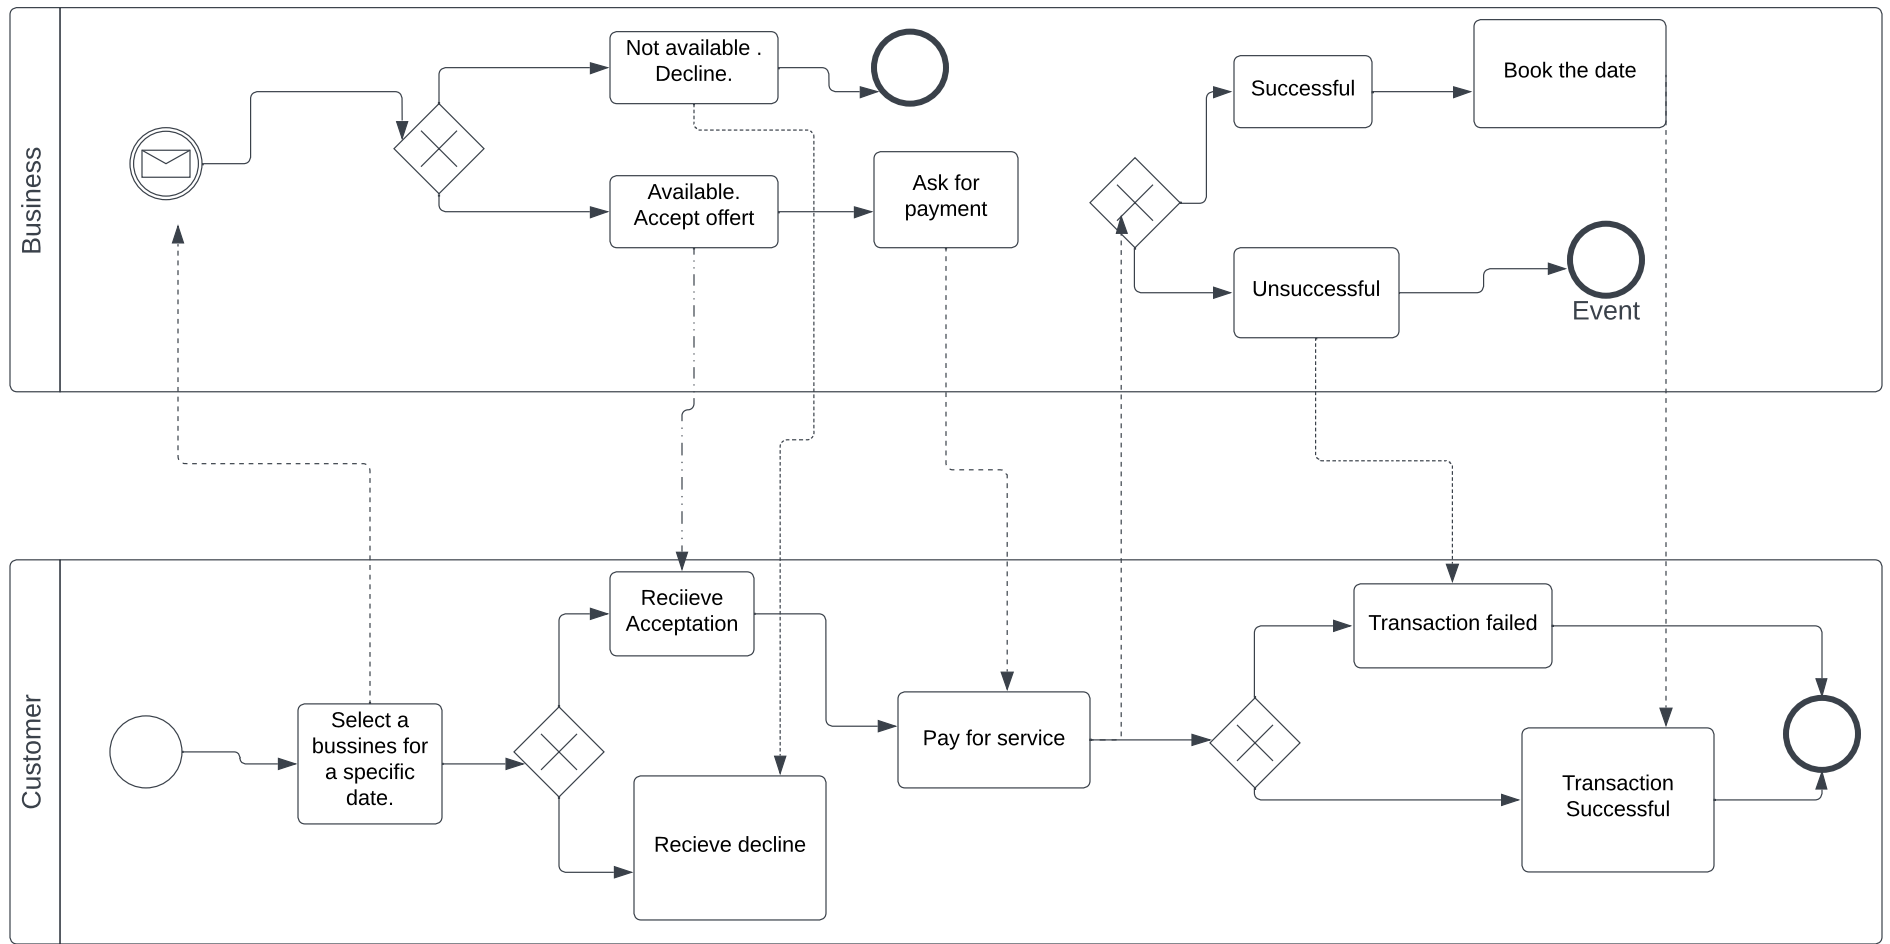 Business
Not available .
Decline.
Available.
Accept offert
Ask for
payment
Successful
Book the date
Unsuccessful
Event
Customer
Select a
bussines for
a specific
date.
Reciieve
Acceptation
Recieve decline
Pay for service
Transaction failed
Transaction
Successful